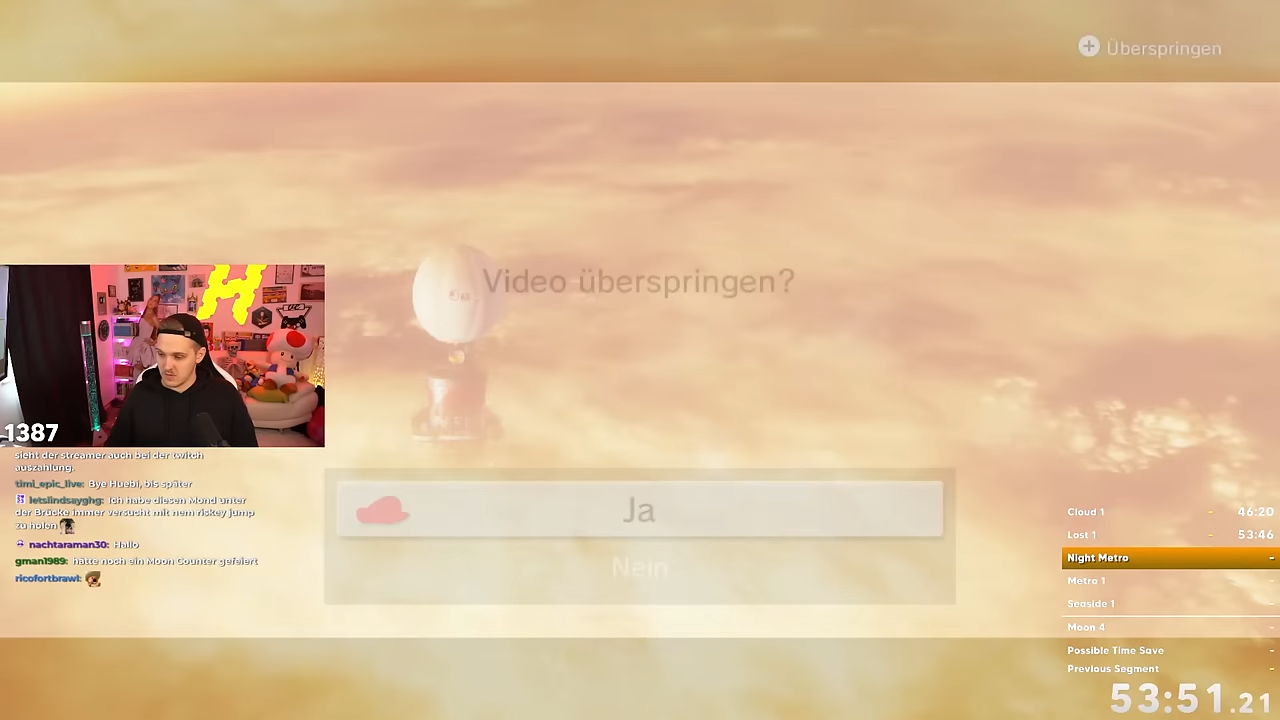 Überspringen
Video überspringen?
Ja
Nein
H
1387
sieht der streamer auch bei der twitch
auszahlung.
timi_epic_live: Bye Huebi, bis später
letslindsayghg: Ich habe diesen Mond unter
der Brücke immer versucht mit nem riskey jump
zu holen
nachtaraman30: Hallo
gman1989: hätte noch ein Moon Counter gefeiert
ricofortbrawl:
Cloud 1 - 46:20
Lost 1 - 53:46
Night Metro -
Metro 1 -
Seaside 1 -
Moon 4 -
Possible Time Save -
Previous Segment -
53:51.21